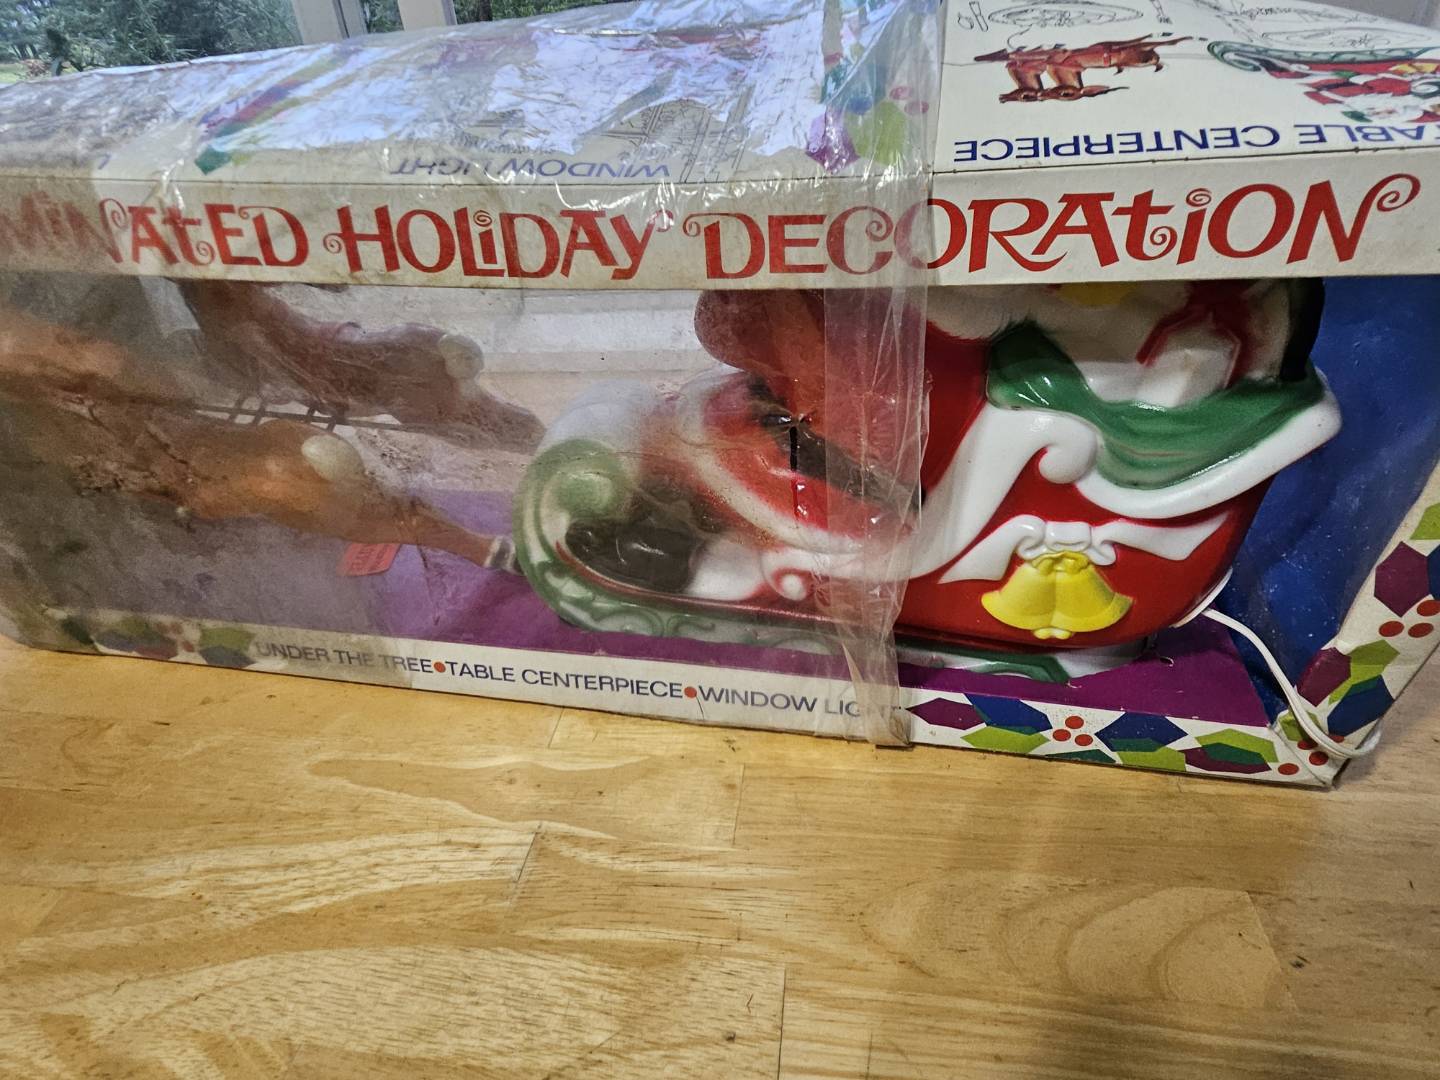 WINDOW LIGHT
TABLE CENTERPIECE
MINAtED HOLiDAY DECORAtiON
UNDER THE TREE•TABLE CENTERPIECE•WINDOW LIGHT